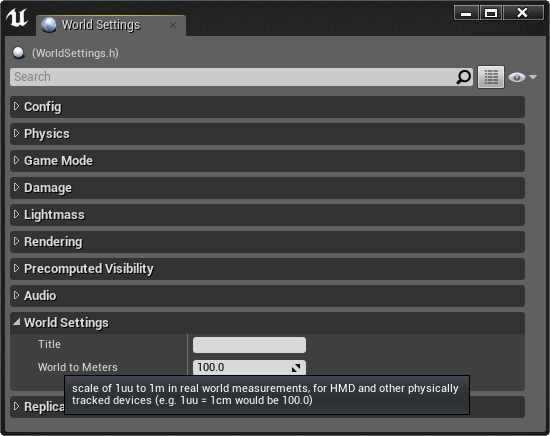 World Settings
(WorldSettings.h)
Search
Config
Physics
Game Mode
Damage
Lightmass
Rendering
Precomputed Visibility
Audio
World Settings
Title
World to Meters 100.0
scale of 1uu to 1m in real world measurements, for HMD and other physically
tracked devices (e.g. 1uu = 1cm would be 100.0)
Replica